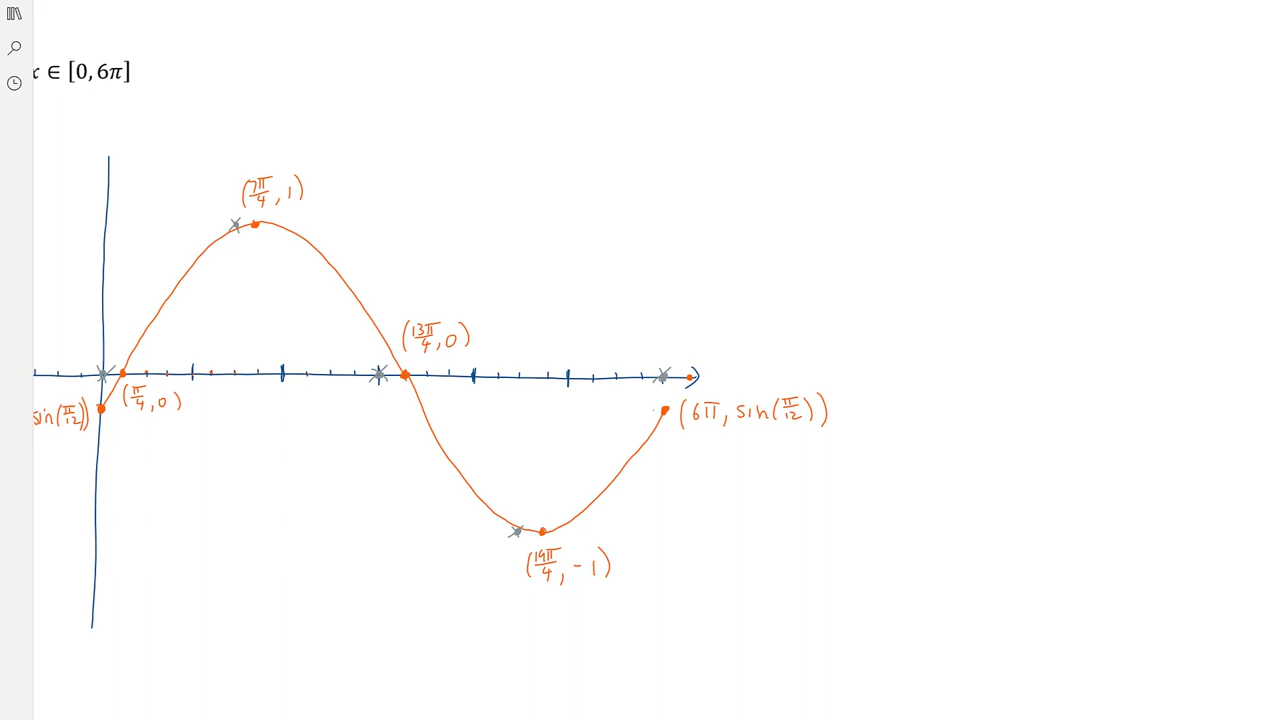 x ∈ [0, 6π]
(7π/4, 1)
(13π/4, 0)
(π/4, 0)
sin(π/12))
(6π, sin(π/12))
(19π/4, -1)